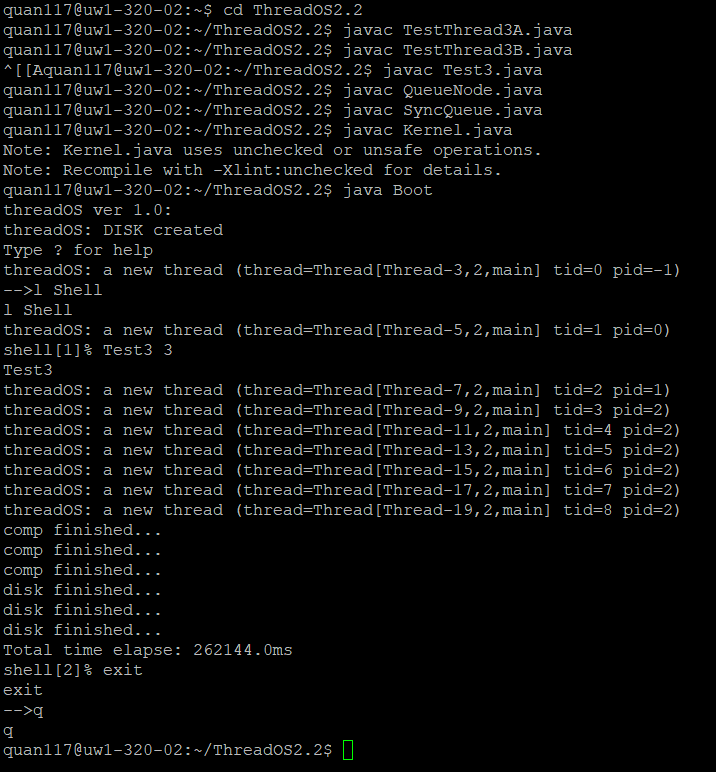 quan117@uw1-320-02:~$ cd ThreadOS2.2
quan117@uw1-320-02:~/ThreadOS2.2$ javac TestThread3A.java
quan117@uw1-320-02:~/ThreadOS2.2$ javac TestThread3B.java
^[[Aquan117@uw1-320-02:~/ThreadOS2.2$ javac Test3.java
quan117@uw1-320-02:~/ThreadOS2.2$ javac QueueNode.java
quan117@uw1-320-02:~/ThreadOS2.2$ javac SyncQueue.java
quan117@uw1-320-02:~/ThreadOS2.2$ javac Kernel.java
Note: Kernel.java uses unchecked or unsafe operations.
Note: Recompile with -Xlint:unchecked for details.
quan117@uw1-320-02:~/ThreadOS2.2$ java Boot
threadOS ver 1.0:
threadOS: DISK created
Type ? for help
threadOS: a new thread (thread=Thread[Thread-3,2,main] tid=0 pid=-1)
-->l Shell
l Shell
threadOS: a new thread (thread=Thread[Thread-5,2,main] tid=1 pid=0)
shell[1]% Test3 3
Test3
threadOS: a new thread (thread=Thread[Thread-7,2,main] tid=2 pid=1)
threadOS: a new thread (thread=Thread[Thread-9,2,main] tid=3 pid=2)
threadOS: a new thread (thread=Thread[Thread-11,2,main] tid=4 pid=2)
threadOS: a new thread (thread=Thread[Thread-13,2,main] tid=5 pid=2)
threadOS: a new thread (thread=Thread[Thread-15,2,main] tid=6 pid=2)
threadOS: a new thread (thread=Thread[Thread-17,2,main] tid=7 pid=2)
threadOS: a new thread (thread=Thread[Thread-19,2,main] tid=8 pid=2)
comp finished...
comp finished...
comp finished...
disk finished...
disk finished...
disk finished...
Total time elapse: 262144.0ms
shell[2]% exit
exit
-->q
q
quan117@uw1-320-02:~/ThreadOS2.2$